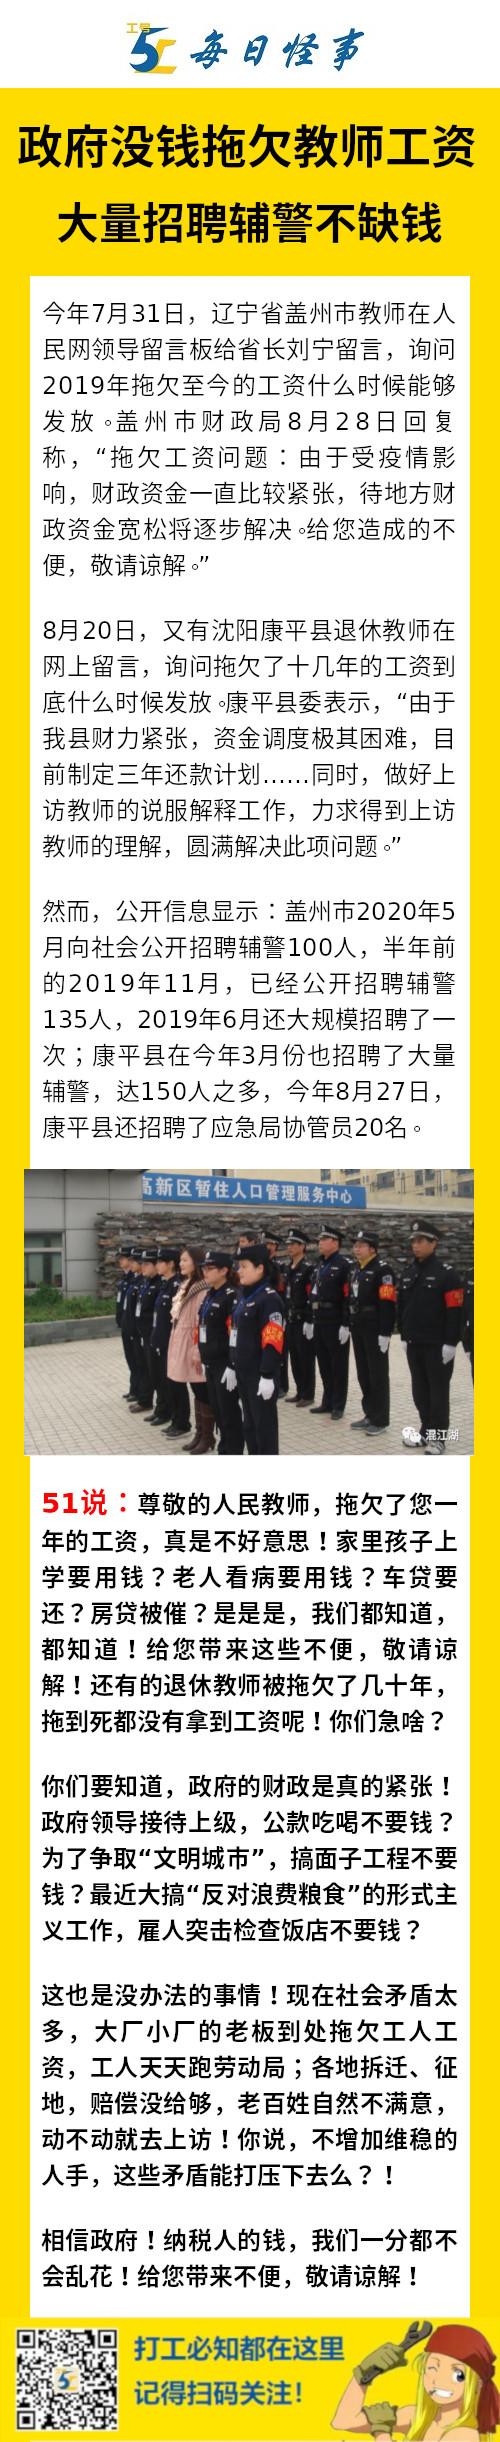 工号
51 每日怪事
政府没钱拖欠教师工资
大量招聘辅警不缺钱
今年7月31日，辽宁省盖州市教师在人
民网领导留言板给省长刘宁留言，询问
2019年拖欠至今的工资什么时候能够
发放。盖州市财政局8月28日回复
称，“拖欠工资问题：由于受疫情影
响，财政资金一直比较紧张，待地方财
政资金宽松将逐步解决。给您造成的不
便，敬请谅解。”
8月20日，又有沈阳康平县退休教师在
网上留言，询问拖欠了十几年的工资到
底什么时候发放。康平县委表示，“由于
我县财力紧张，资金调度极其困难，目
前制定三年还款计划……同时，做好上
访教师的说服解释工作，力求得到上访
教师的理解，圆满解决此项问题。”
然而，公开信息显示：盖州市2020年5
月向社会公开招聘辅警100人，半年前
的2019年11月，已经公开招聘辅警
135人，2019年6月还大规模招聘了一
次；康平县在今年3月份也招聘了大量
辅警，达150人之多，今年8月27日，
康平县还招聘了应急局协管员20名。
高新区暂住人口管理服务中心
混江湖
51说：尊敬的人民教师，拖欠了您一
年的工资，真是不好意思！家里孩子上
学要用钱？老人看病要用钱？车贷要
还？房贷被催？是是是，我们都知道，
都知道！给您带来这些不便，敬请谅
解！还有的退休教师被拖欠了几十年，
拖到死都没有拿到工资呢！你们急啥？
你们要知道，政府的财政是真的紧张！
政府领导接待上级，公款吃喝不要钱？
为了争取“文明城市”，搞面子工程不要
钱？最近大搞“反对浪费粮食”的形式主
义工作，雇人突击检查饭店不要钱？
这也是没办法的事情！现在社会矛盾太
多，大厂小厂的老板到处拖欠工人工
资，工人天天跑劳动局；各地拆迁、征
地，赔偿没给够，老百姓自然不满意，
动不动就去上访！你说，不增加维稳的
人手，这些矛盾能打压下去么？！
相信政府！纳税人的钱，我们一分都不
会乱花！给您带来不便，敬请谅解！
打工必知都在这里
记得扫码关注！